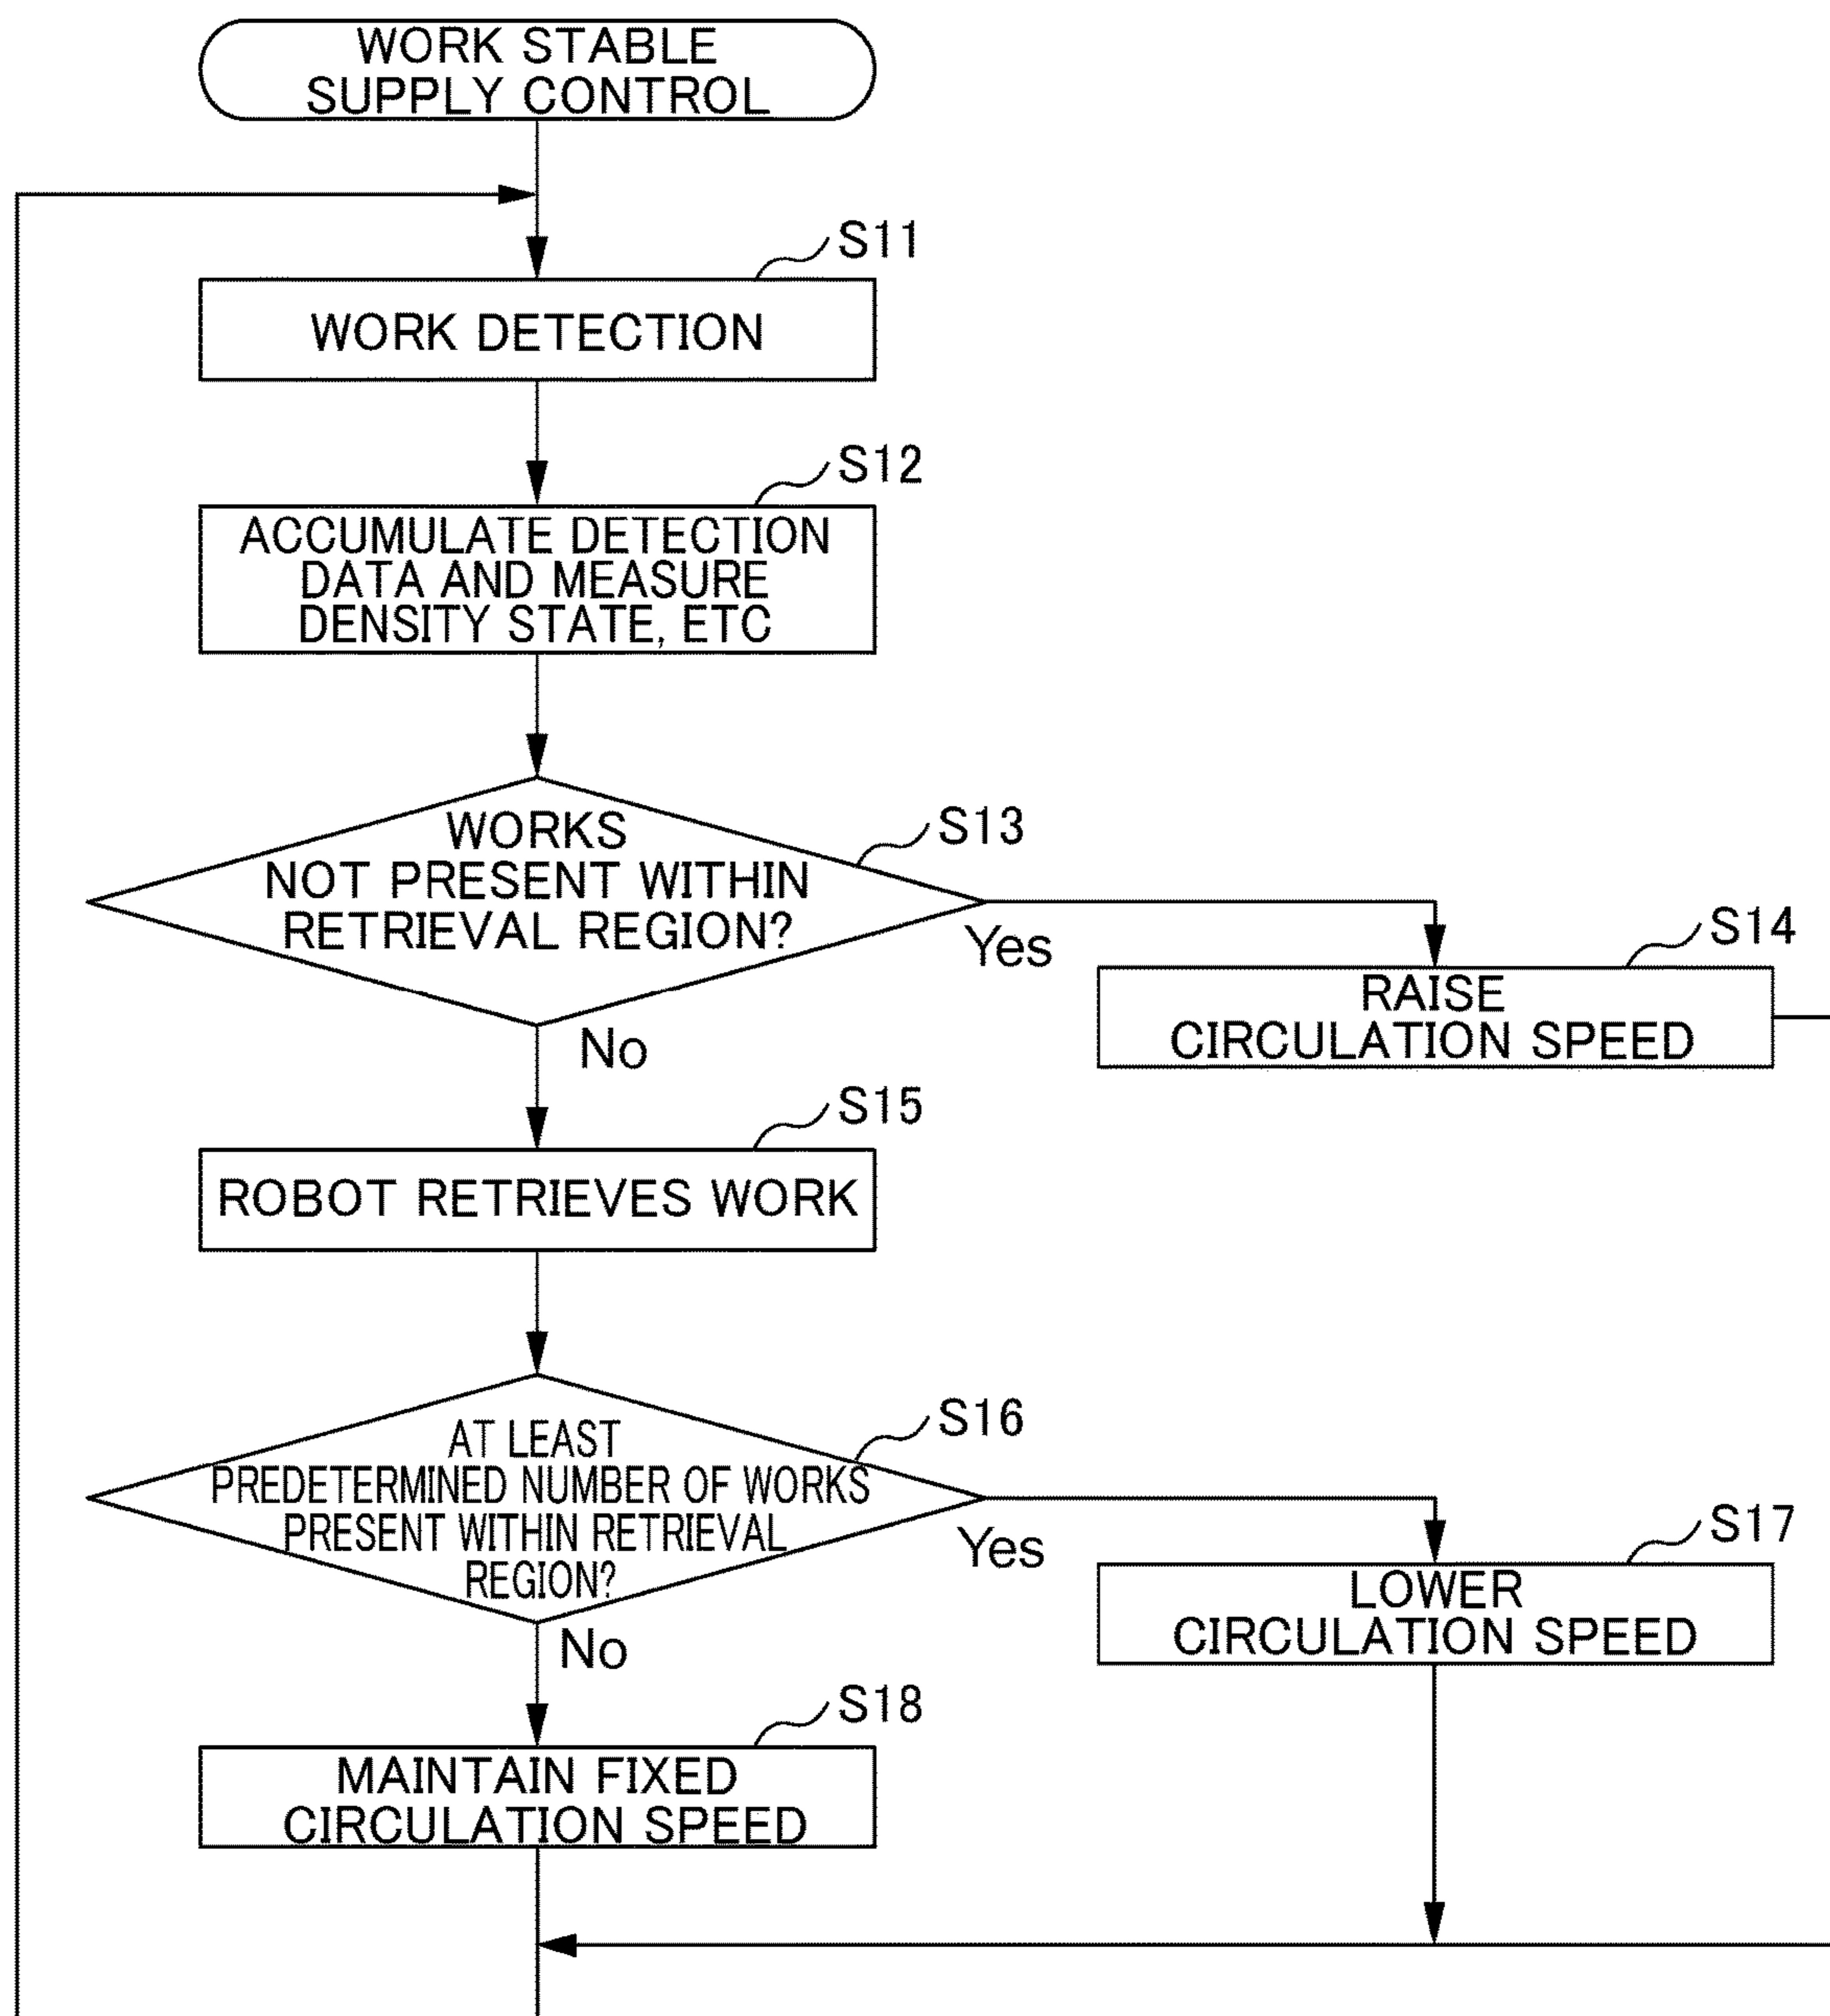 WORK STABLE
SUPPLY CONTROL
S11
WORK DETECTION
S12
ACCUMULATE DETECTION
DATA AND MEASURE
DENSITY STATE, ETC
S13
WORKS
NOT PRESENT WITHIN
RETRIEVAL REGION?
Yes
S14
RAISE
CIRCULATION SPEED
No
S15
ROBOT RETRIEVES WORK
S16
AT LEAST
PREDETERMINED NUMBER OF WORKS
PRESENT WITHIN RETRIEVAL
REGION?
Yes
S17
LOWER
CIRCULATION SPEED
No
S18
MAINTAIN FIXED
CIRCULATION SPEED